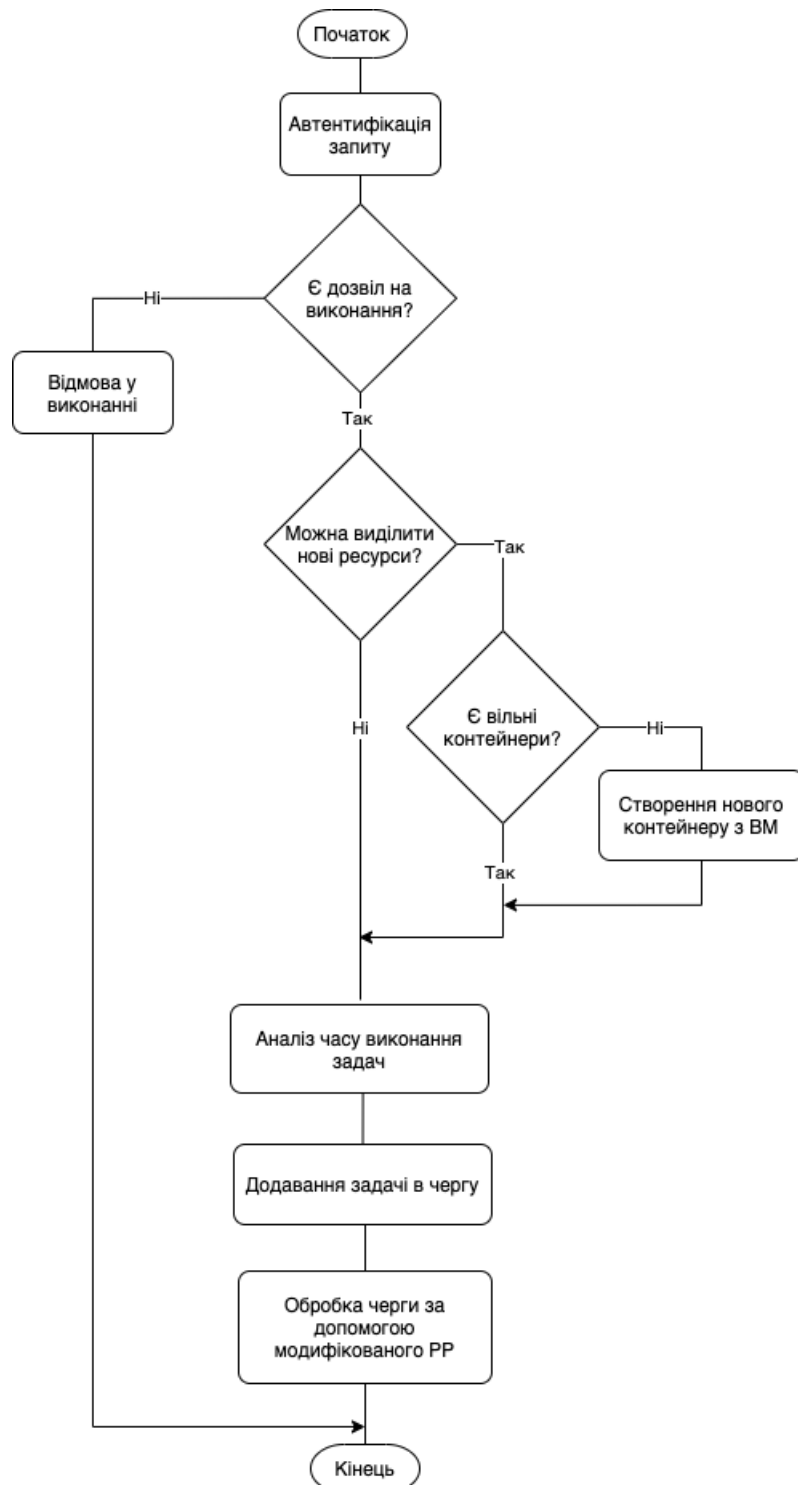 Початок
Автентифікація
запиту
Є дозвіл на
виконання?
Ні
Відмова у
виконанні
Так
Можна виділити
нові ресурси?
Так
Ні
Є вільні
контейнери?
Ні
Створення нового
контейнеру з ВМ
Так
Аналіз часу виконання
задач
Додавання задачі в чергу
Обробка черги за
допомогою
модифікованого РР
Кінець